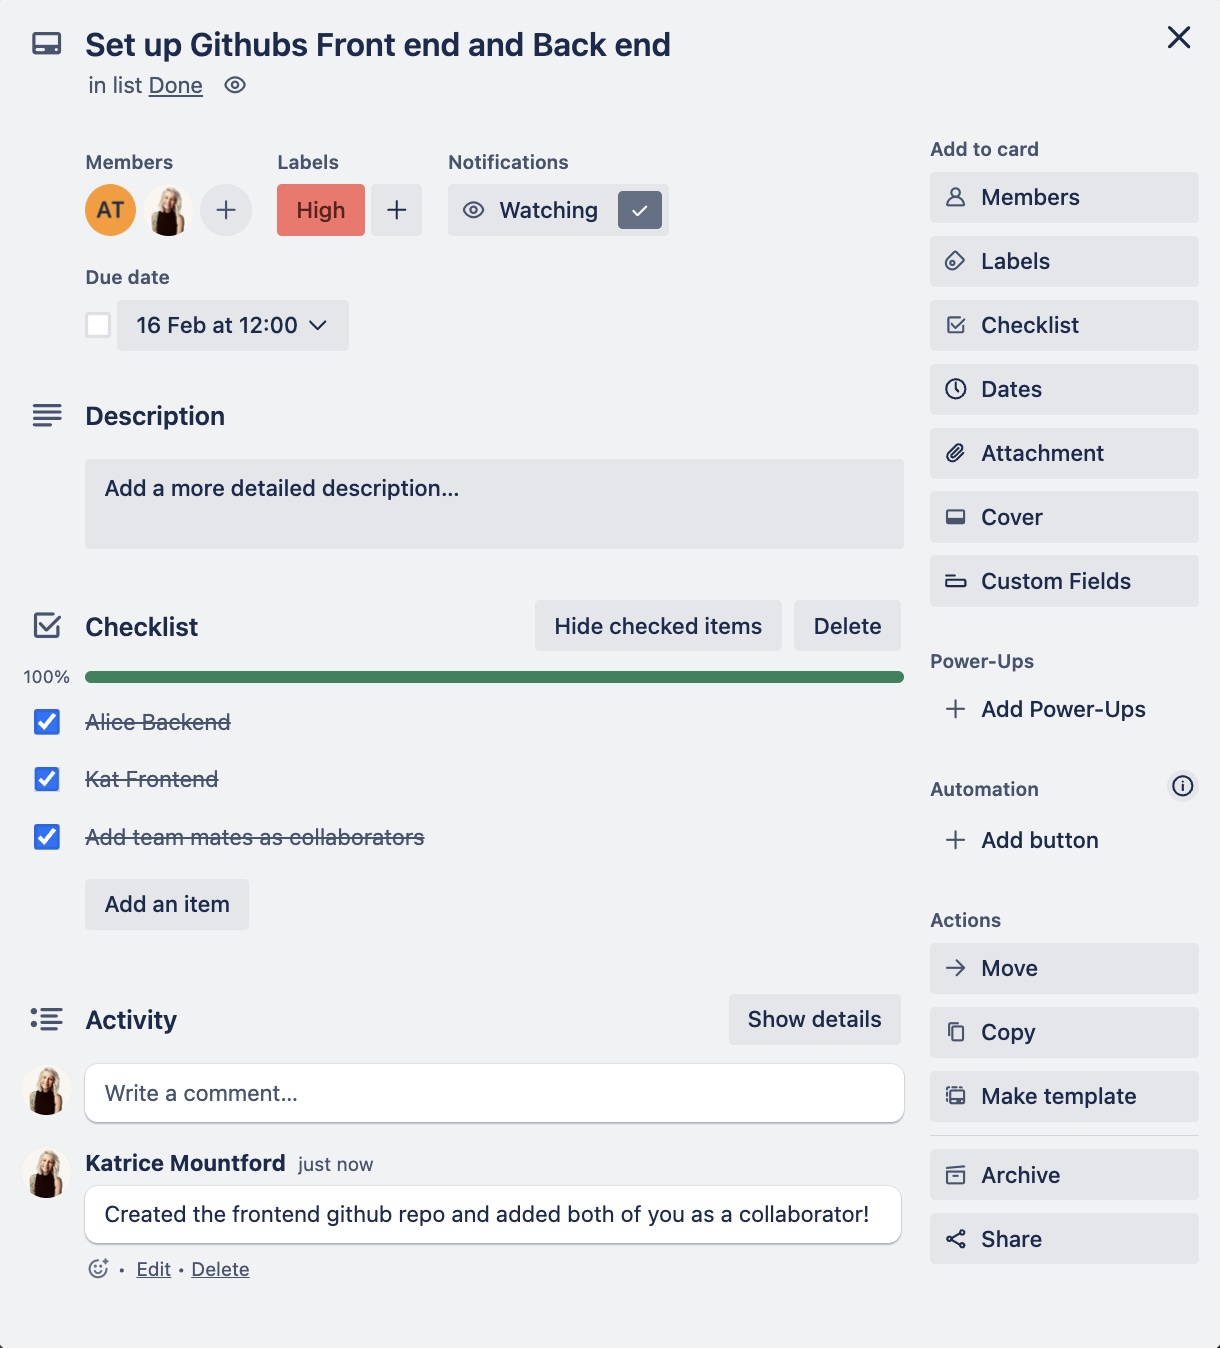 Set up Githubs Front end and Back end
in list Done
Members
Labels
Notifications
AT
High
Watching
Due date
16 Feb at 12:00
Description
Add a more detailed description...
Checklist
Hide checked items
Delete
100%
Alice Backend
Kat Frontend
Add team mates as collaborators
Add an item
Activity
Show details
Write a comment...
Katrice Mountford just now
Created the frontend github repo and added both of you as a collaborator!
• Edit • Delete
Add to card
Members
Labels
Checklist
Dates
Attachment
Cover
Custom Fields
Power-Ups
Add Power-Ups
Automation
Add button
Actions
Move
Copy
Make template
Archive
Share